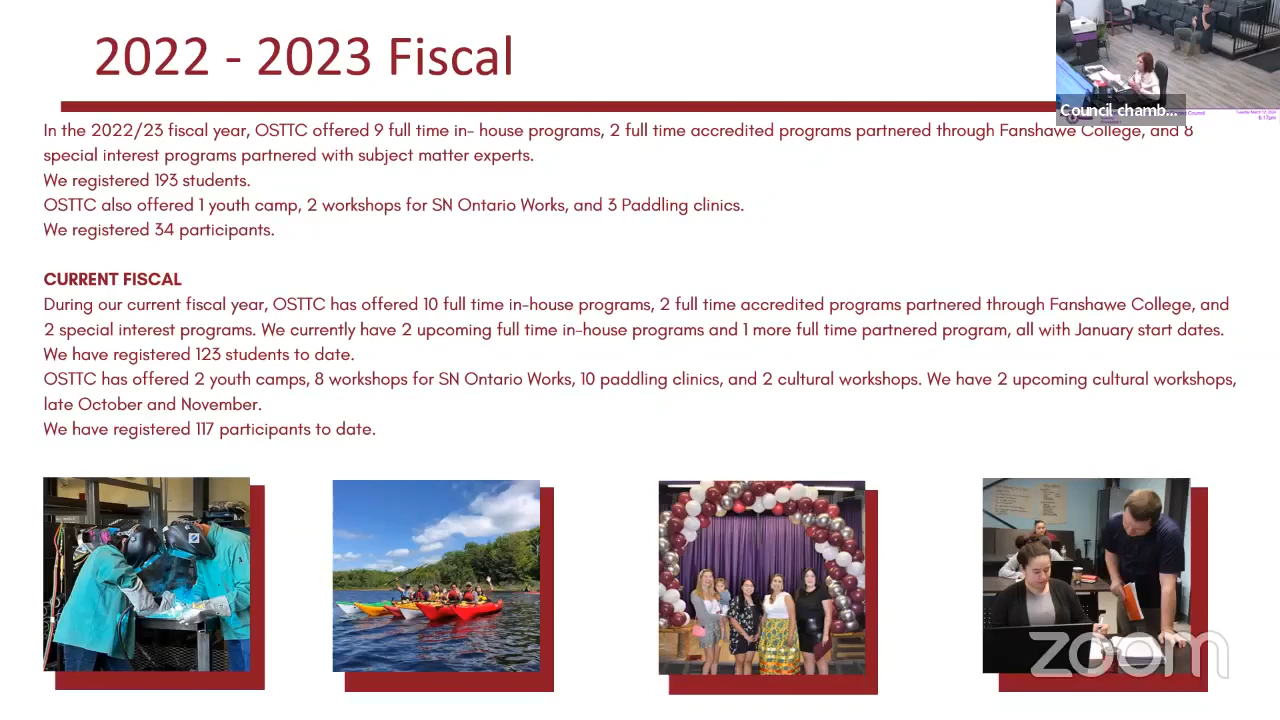 2022 - 2023 Fiscal
Council chamb...
Tuesday March 12, 2024
6:17pm
In the 2022/23 fiscal year, OSTTC offered 9 full time in- house programs, 2 full time accredited programs partnered through Fanshawe College, and 8
special interest programs partnered with subject matter experts.
We registered 193 students.
OSTTC also offered 1 youth camp, 2 workshops for SN Ontario Works, and 3 Paddling clinics.
We registered 34 participants.
CURRENT FISCAL
During our current fiscal year, OSTTC has offered 10 full time in-house programs, 2 full time accredited programs partnered through Fanshawe College, and
2 special interest programs. We currently have 2 upcoming full time in-house programs and 1 more full time partnered program, all with January start dates.
We have registered 123 students to date.
OSTTC has offered 2 youth camps, 8 workshops for SN Ontario Works, 10 paddling clinics, and 2 cultural workshops. We have 2 upcoming cultural workshops,
late October and November.
We have registered 117 participants to date.
zoom